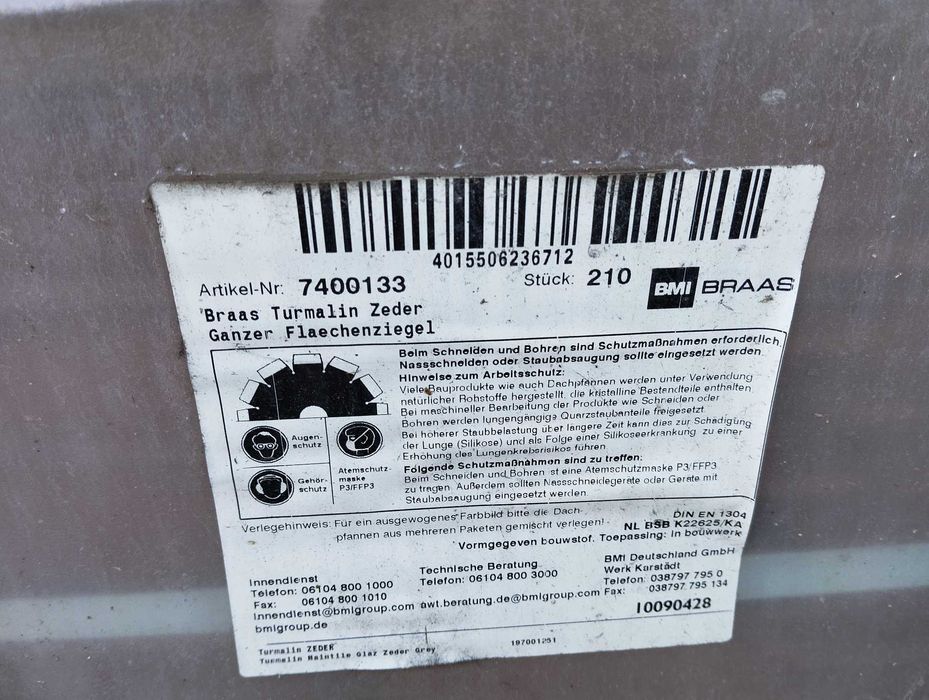 4015506236712
Artikel-Nr: 7400133 Stück: 210 BMI BRAAS
Braas Turmalin Zeder
Ganzer Flaechenziegel
Beim Schneiden und Bohren sind Schutzmaßnahmen erforderlich.
Nassschneiden oder Staubabsaugung sollte eingesetzt werden.
Hinweise zum Arbeitsschutz:
Viele Bauprodukte wie auch Dachpfannen werden unter Verwendung
natürlicher Rohstoffe hergestellt, die kristalline Bestandteile enthalten.
Bei maschineller Bearbeitung der Produkte wie Schneiden oder
Bohren werden lungengängige Quarzstaubanteile freigesetzt.
Bei höherer Staubbelastung über längere Zeit kann dies zur Schädigung
der Lunge (Silikose) und als Folge einer Silikoseerkrankung zu einer
Erhöhung des Lungenkrebsrisikos führen.
Folgende Schutzmaßnahmen sind zu treffen:
Beim Schneiden und Bohren ist eine Atemschutzmaske P3/FFP3
zu tragen. Außerdem sollten Nassschneidegeräte oder Geräte mit
Staubabsaugung eingesetzt werden.
Augen-
schutz
Gehör-
schutz
Atemschutz-
maske
P3/FFP3
Verlegehinweis: Für ein ausgewogenes Farbbild bitte die Dach-
pfannen aus mehreren Paketen gemischt verlegen!
DIN EN 1304
NL BSB K22625/KA
Vormgegeven bouwstof. Toepassing: in bouwwerk
Innendienst
Telefon: 06104 800 1000
Fax: 06104 800 1010
Innendienst@bmigroup.com
bmigroup.de
Technische Beratung
Telefon: 06104 800 3000
awt.beratung.de@bmigroup.com
BMI Deutschland GmbH
Werk Karstädt
Telefon: 038797 795 0
Fax: 038797 795 134
10090428
Turmalin ZEDER 197001251
Turmalin Maintile Glaz Zeder Grey